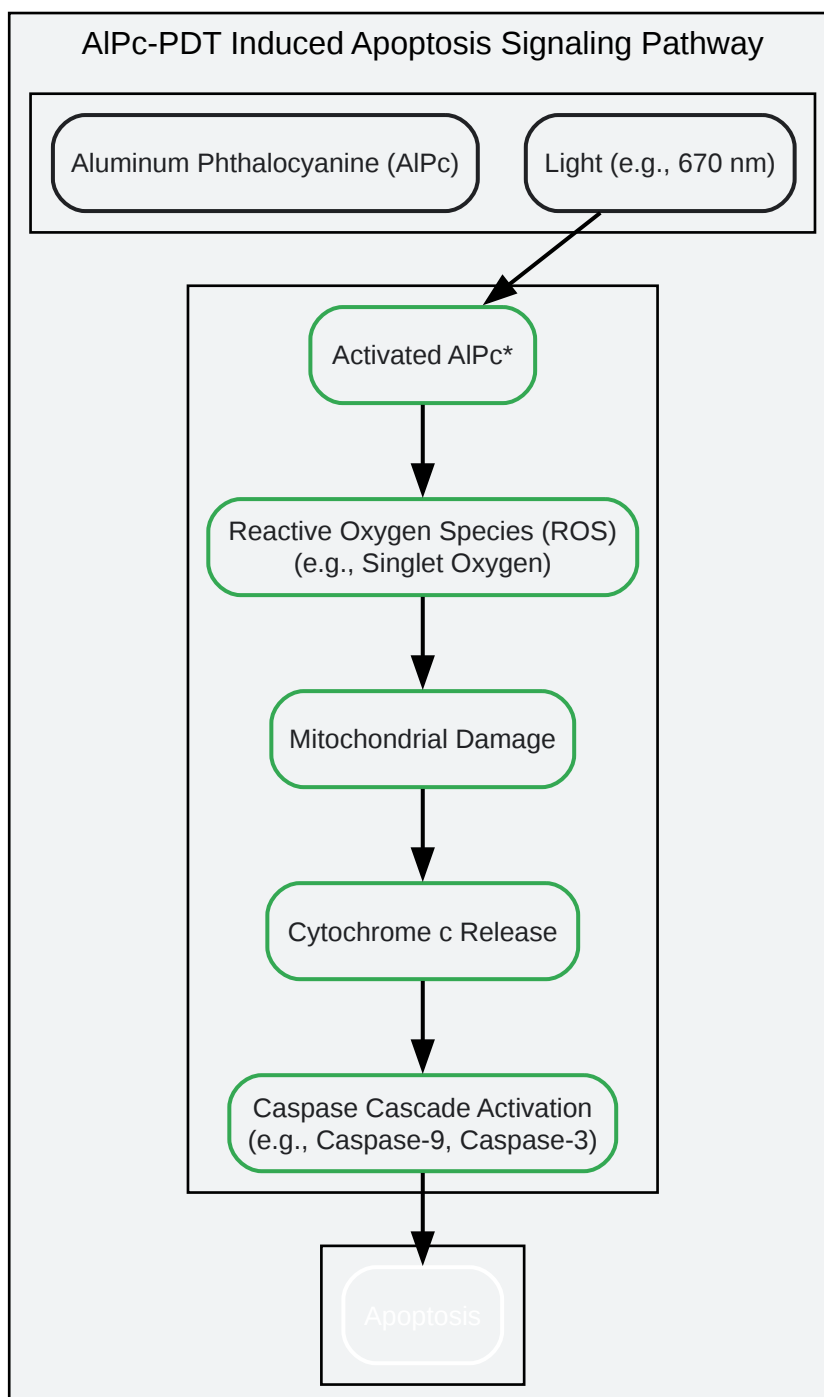 AlPc-PDT Induced Apoptosis Signaling Pathway
Aluminum Phthalocyanine (AlPc)
Light (e.g., 670 nm)
Activated AlPc*
Reactive Oxygen Species (ROS)
(e.g., Singlet Oxygen)
Mitochondrial Damage
Cytochrome c Release
Caspase Cascade Activation
(e.g., Caspase-9, Caspase-3)
Apoptosis